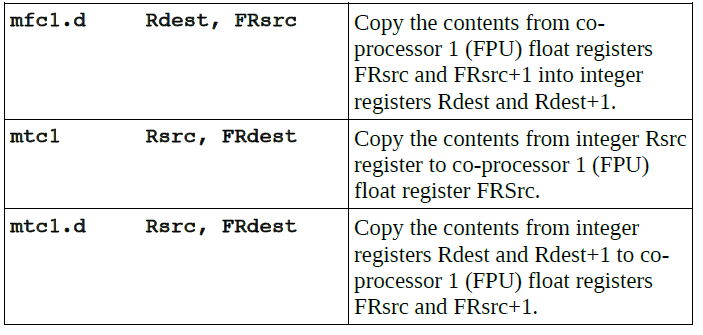 mfc1.d Rdest, FRsrc
Copy the contents from co-
processor 1 (FPU) float registers
FRsrc and FRsrc+1 into integer
registers Rdest and Rdest+1.
mtc1 Rsrc, FRdest
Copy the contents from integer Rsrc
register to co-processor 1 (FPU)
float register FRSrc.
mtc1.d Rsrc, FRdest
Copy the contents from integer
registers Rdest and Rdest+1 to co-
processor 1 (FPU) float registers
FRsrc and FRsrc+1.